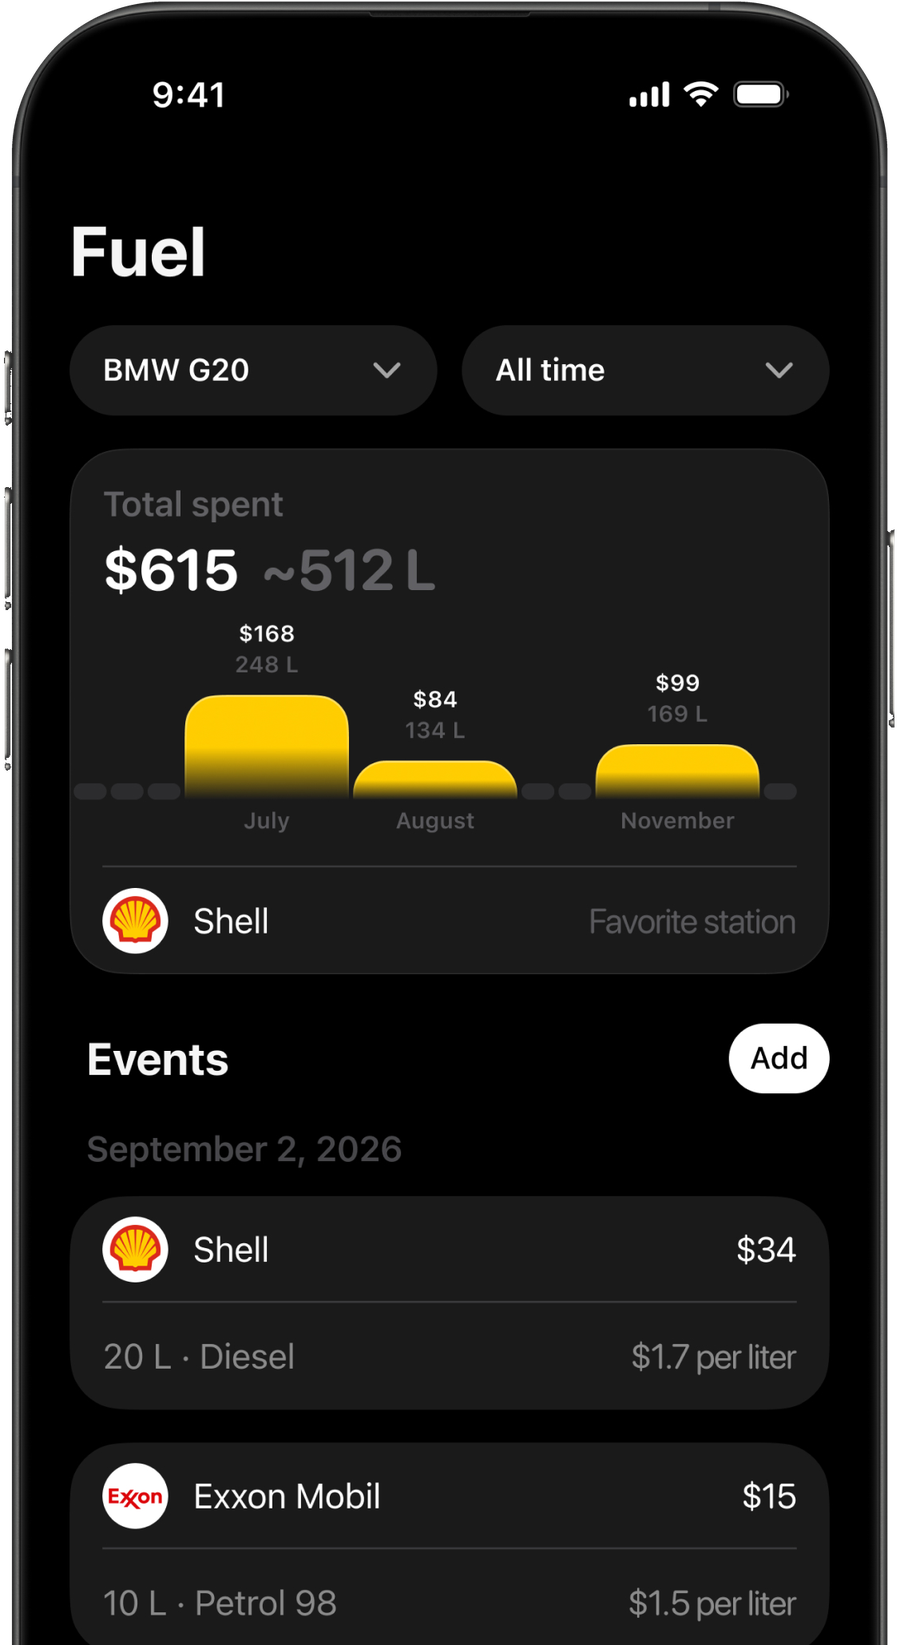 9:41
Fuel
BMW G20
All time
Total spent
$615 ~512 L
$168
248 L
$84
134 L
$99
169 L
July
August
November
Shell
Favorite station
Events
Add
September 2, 2026
Shell
$34
20 L · Diesel
$1.7 per liter
Exxon
Exxon Mobil
$15
10 L · Petrol 98
$1.5 per liter